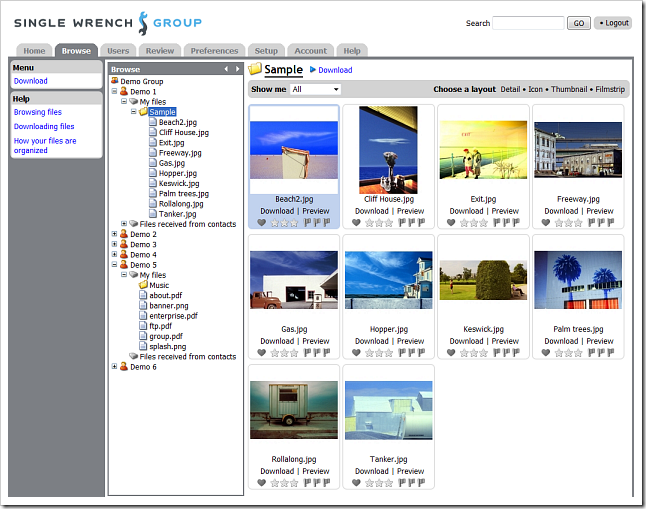 SINGLE WRENCH GROUP
Search GO • Logout
Home Browse Users Review Preferences Setup Account Help
Menu
Download
Help
Browsing files
Downloading files
How your files are
organized
Browse
Demo Group
Demo 1
My files
Sample
Beach2.jpg
Cliff House.jpg
Exit.jpg
Freeway.jpg
Gas.jpg
Hopper.jpg
Keswick.jpg
Palm trees.jpg
Rollalong.jpg
Tanker.jpg
Files received from contacts
Demo 2
Demo 3
Demo 4
Demo 5
My files
Music
about.pdf
banner.png
enterprise.pdf
ftp.pdf
group.pdf
splash.png
Files received from contacts
Demo 6
Sample Download
Show me All Choose a layout Detail • Icon • Thumbnail • Filmstrip
Beach2.jpg Cliff House.jpg Exit.jpg Freeway.jpg
Download | Preview Download | Preview Download | Preview Download | Preview
Gas.jpg Hopper.jpg Keswick.jpg Palm trees.jpg
Download | Preview Download | Preview Download | Preview Download | Preview
Rollalong.jpg Tanker.jpg
Download | Preview Download | Preview